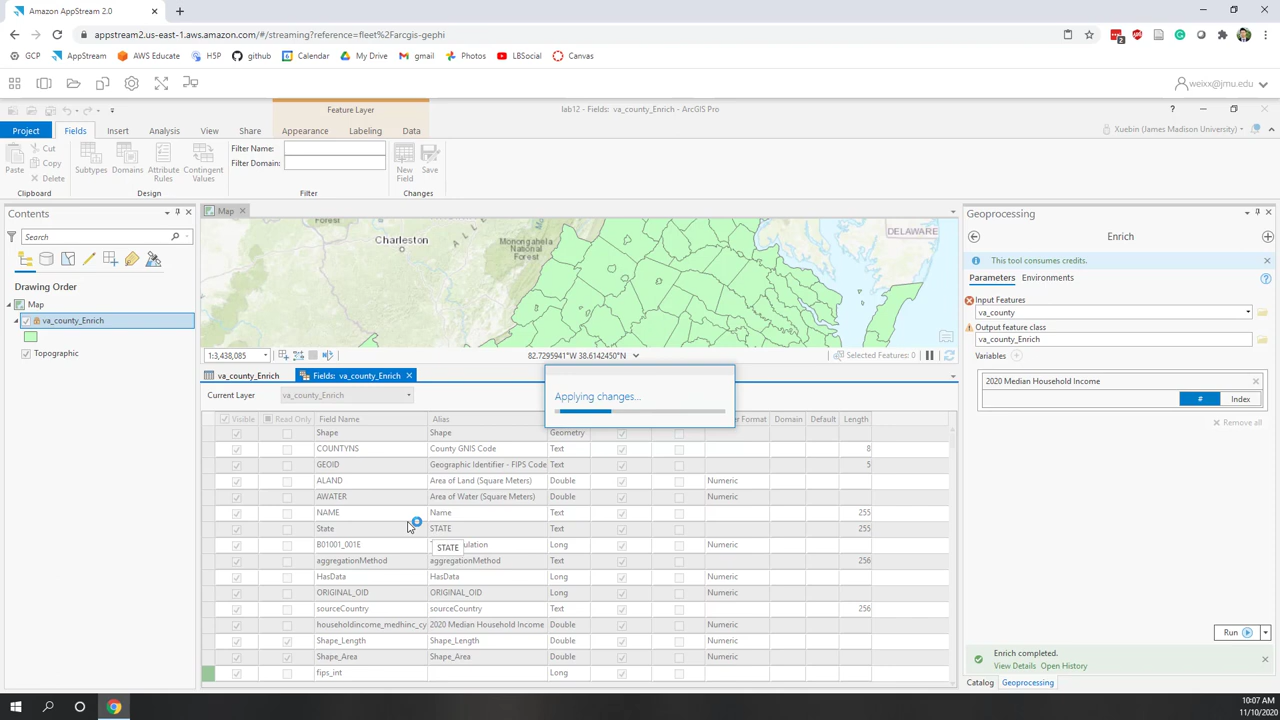 Amazon AppStream 2.0
appstream2.us-east-1.aws.amazon.com/#/streaming?reference=fleet%2Farcgis-gephi
GCP AppStream AWS Educate H5P github Calendar My Drive gmail Photos LBSocial Canvas
weixx@jmu.edu
Feature Layer
lab12 - Fields: va_county_Enrich - ArcGIS Pro
Project Fields Insert Analysis View Share Appearance Labeling Data
Xuebin (James Madison University)
Paste Cut Copy Delete
Clipboard
Subtypes Domains Attribute Rules Contingent Values
Design
Filter Name:
Filter Domain:
Filter
New Field Save
Changes
Contents
Search
Drawing Order
Map
va_county_Enrich
Topographic
Map
Forest
Charleston
Monongahela
National
Forest
DELAWARE
1:3,438,085
82.7295941°W 38.6142450°N
Selected Features: 0
va_county_Enrich Fields: va_county_Enrich
Current Layer va_county_Enrich
Applying changes...
Visible Read Only Field Name Alias Format Domain Default Length
Shape Shape Geometry
COUNTYNS County GNIS Code Text 8
GEOID Geographic Identifier - FIPS Code Text 5
ALAND Area of Land (Square Meters) Double Numeric
AWATER Area of Water (Square Meters) Double Numeric
NAME Name Text 255
State STATE Text 255
B01001_001E Long Numeric
STATE
aggregationMethod aggregationMethod Text 256
HasData HasData Long Numeric
ORIGINAL_OID ORIGINAL_OID Long Numeric
sourceCountry sourceCountry Text 256
householdincome_medhinc_cy 2020 Median Household Income Double Numeric
Shape_Length Shape_Length Double Numeric
Shape_Area Shape_Area Double Numeric
fips_int Long
Geoprocessing
Enrich
This tool consumes credits.
Parameters Environments
Input Features
va_county
Output feature class
va_county_Enrich
Variables
2020 Median Household Income
# Index
Remove all
Run
Enrich completed.
View Details Open History
Catalog Geoprocessing
10:07 AM
11/10/2020